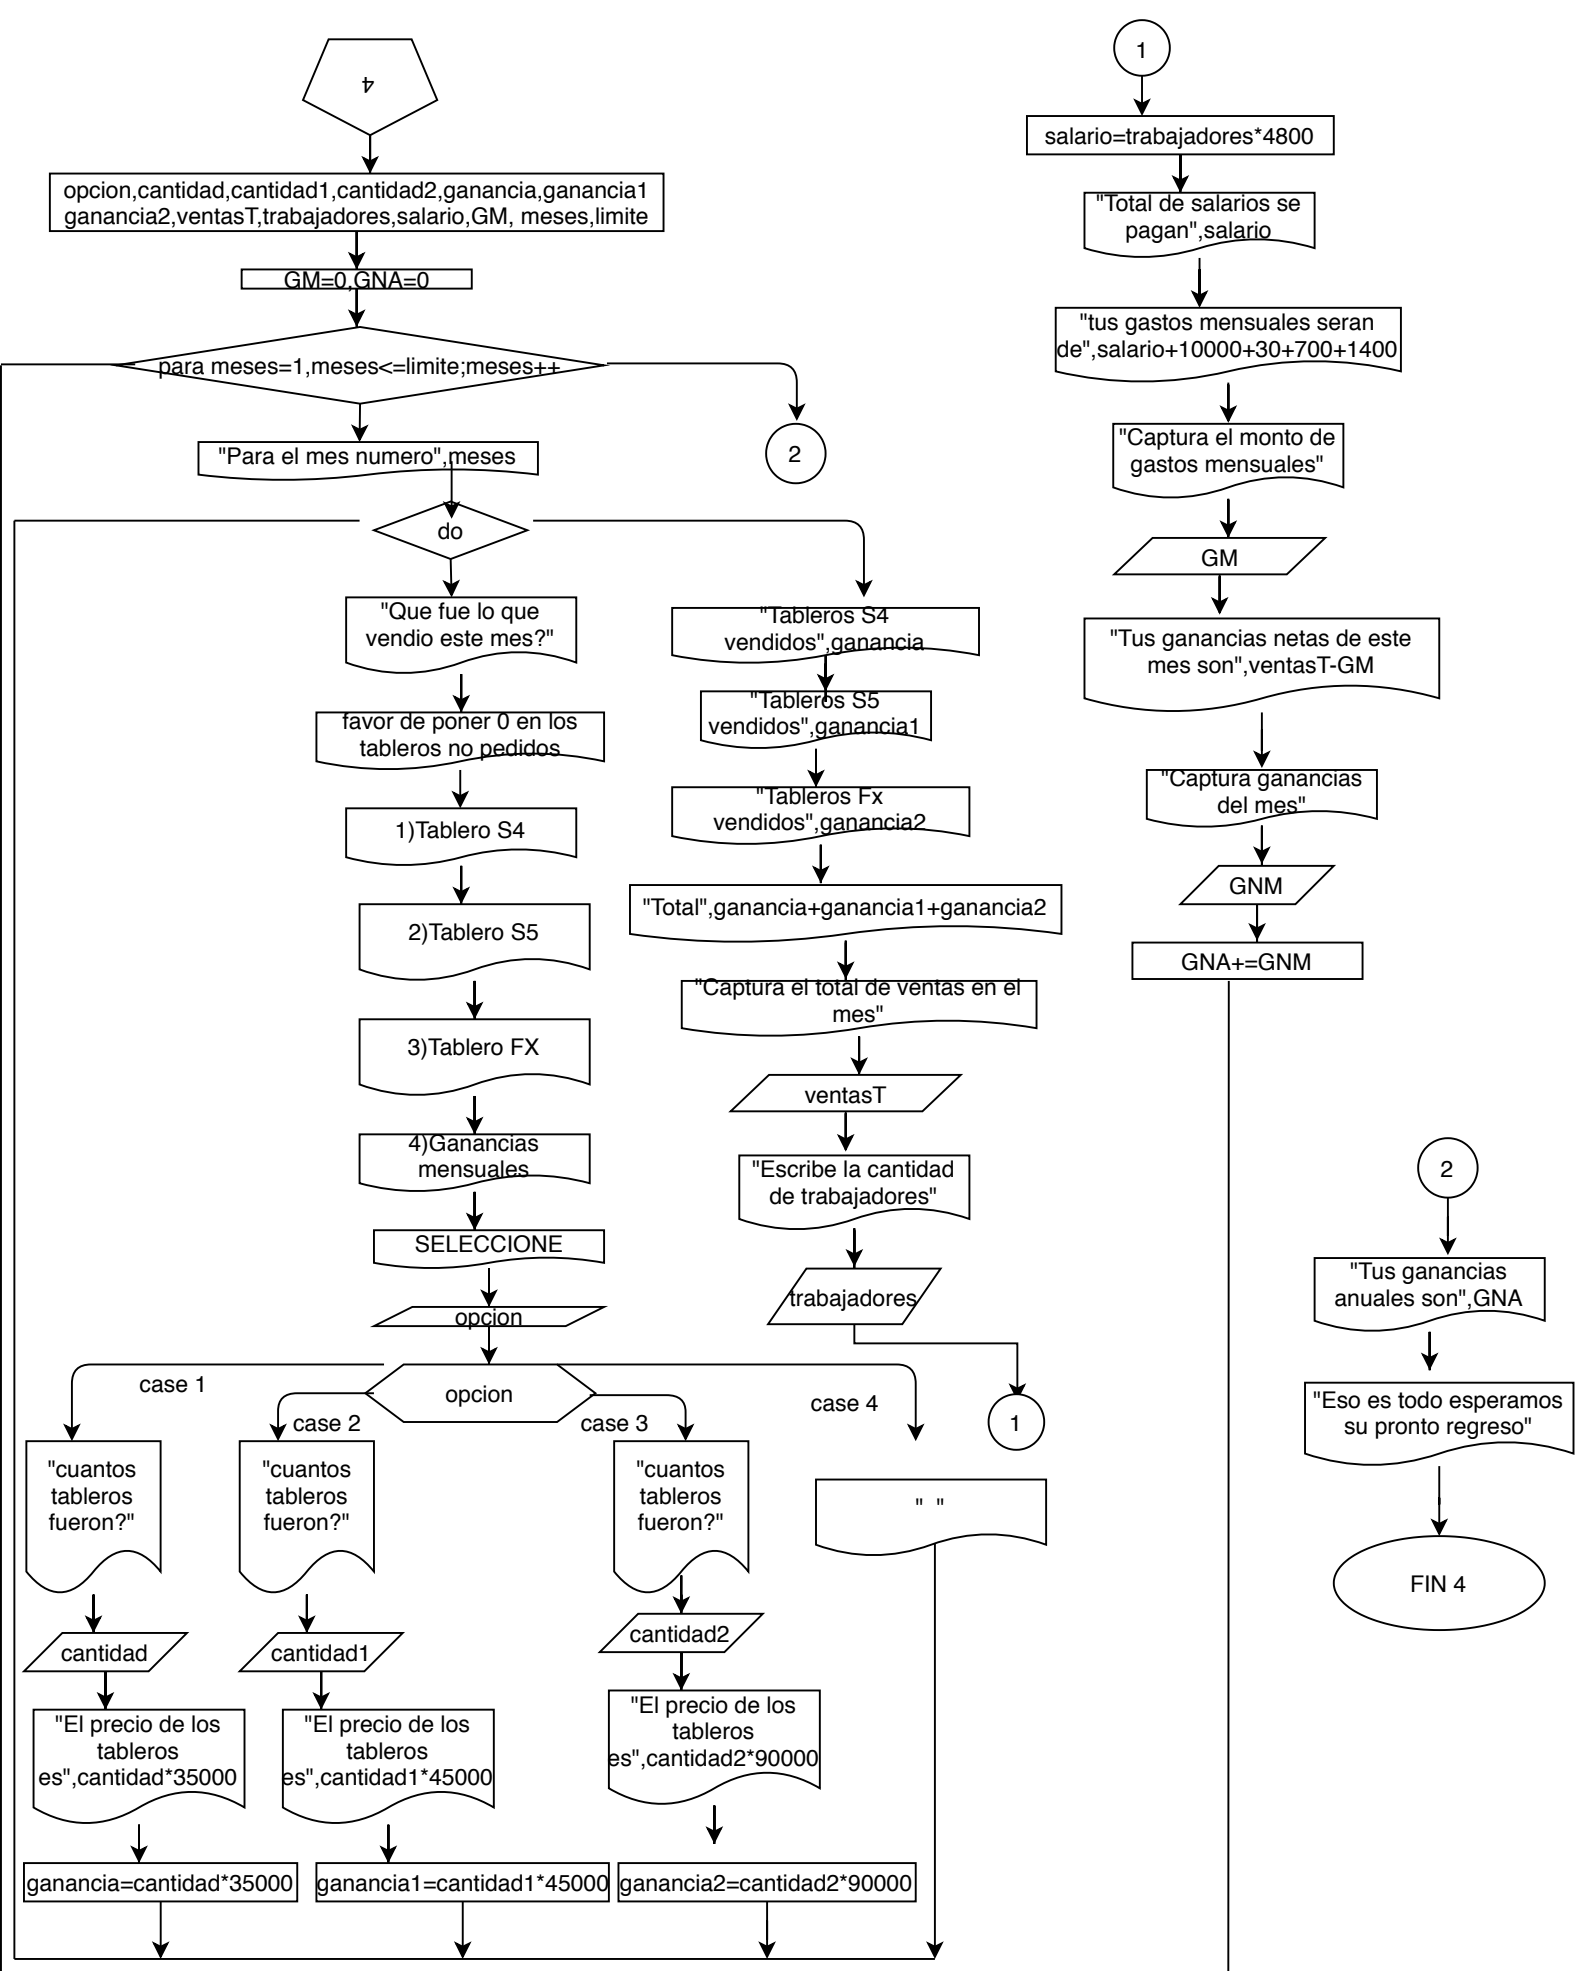 4
opcion,cantidad,cantidad1,cantidad2,ganancia,ganancia1
ganancia2,ventasT,trabajadores,salario,GM, meses,limite
GM=0,GNA=0
para meses=1,meses<=limite;meses++
2
"Para el mes numero",meses
do
"Que fue lo que
vendio este mes?"
favor de poner 0 en los
tableros no pedidos
1)Tablero S4
2)Tablero S5
3)Tablero FX
4)Ganancias
mensuales
SELECCIONE
opcion
opcion
case 1
case 2
case 3
case 4
"cuantos
tableros
fueron?"
cantidad
"El precio de los
tableros
es",cantidad*35000
ganancia=cantidad*35000
"cuantos
tableros
fueron?"
cantidad1
"El precio de los
tableros
es",cantidad1*45000
ganancia1=cantidad1*45000
"cuantos
tableros
fueron?"
cantidad2
"El precio de los
tableros
es",cantidad2*90000
ganancia2=cantidad2*90000
" "
"Tableros S4
vendidos",ganancia
"Tableros S5
vendidos",ganancia1
"Tableros Fx
vendidos",ganancia2
"Total",ganancia+ganancia1+ganancia2
"Captura el total de ventas en el
mes"
ventasT
"Escribe la cantidad
de trabajadores"
trabajadores
1
1
salario=trabajadores*4800
"Total de salarios se
pagan",salario
"tus gastos mensuales seran
de",salario+10000+30+700+1400
"Captura el monto de
gastos mensuales"
GM
"Tus ganancias netas de este
mes son",ventasT-GM
"Captura ganancias
del mes"
GNM
GNA+=GNM
2
"Tus ganancias
anuales son",GNA
"Eso es todo esperamos
su pronto regreso"
FIN 4